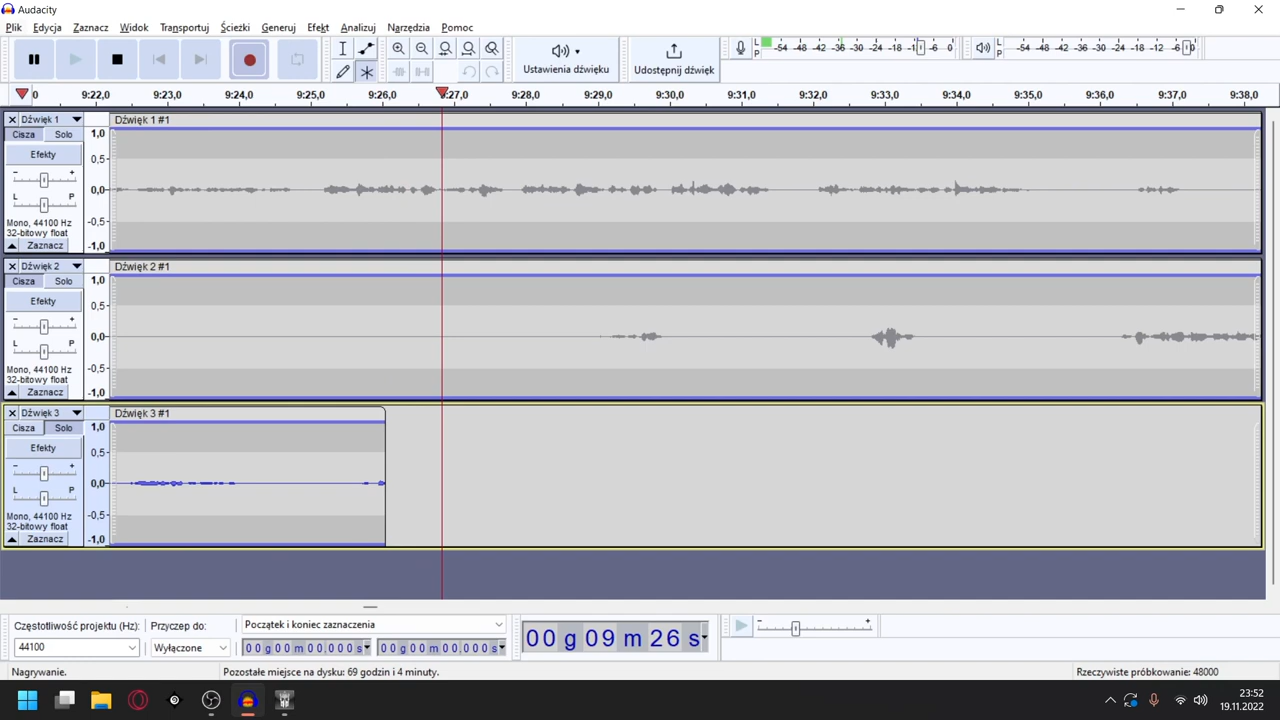 Audacity
Plik Edycja Zaznacz Widok Transportuj Ścieżki Generuj Efekt Analizuj Narzędzia Pomoc
Ustawienia dźwięku
Udostępnij dźwięk
L
P
-54 -48 -42 -36 -30 -24 -18 -1 -6 0
L
P
-54 -48 -42 -36 -30 -24 -18 -12 -6 0
0 9:22,0 9:23,0 9:24,0 9:25,0 9:26,0 9:27,0 9:28,0 9:29,0 9:30,0 9:31,0 9:32,0 9:33,0 9:34,0 9:35,0 9:36,0 9:37,0 9:38,0
Dźwięk 1
Dźwięk 1 #1
Cisza Solo
Efekty
- +
L P
Mono, 44100 Hz
32-bitowy float
Zaznacz
1,0
0,5
0,0
-0,5
-1,0
Dźwięk 2
Dźwięk 2 #1
Cisza Solo
Efekty
- +
L P
Mono, 44100 Hz
32-bitowy float
Zaznacz
1,0
0,5
0,0
-0,5
-1,0
Dźwięk 3
Dźwięk 3 #1
Cisza Solo
Efekty
- +
L P
Mono, 44100 Hz
32-bitowy float
Zaznacz
1,0
0,5
0,0
-0,5
-1,0
Częstotliwość projektu (Hz):
44100
Przyczep do:
Wyłączone
Początek i koniec zaznaczenia
00 g 00 m 00.000 s
00 g 00 m 00.000 s
00 g 09 m 26 s
- +
Nagrywanie.
Pozostałe miejsce na dysku: 69 godzin i 4 minuty.
Rzeczywiste próbkowanie: 48000
23:52
19.11.2022